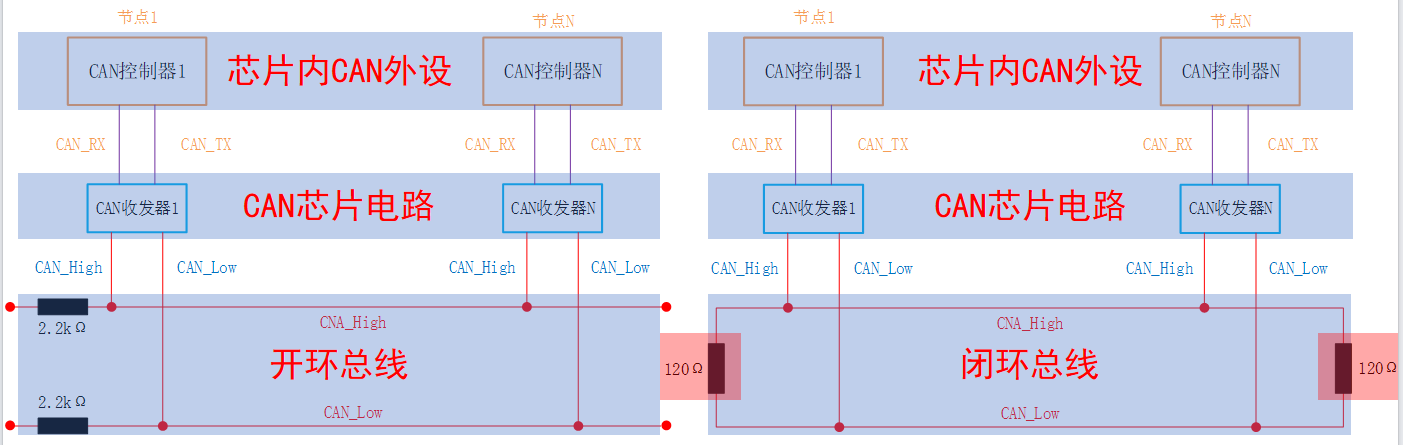 节点1
节点N
CAN控制器1
芯片内CAN外设
CAN控制器N
CAN_RX
CAN_TX
CAN_RX
CAN_TX
CAN收发器1
CAN芯片电路
CAN收发器N
CAN_High
CAN_Low
CAN_High
CAN_Low
2.2kΩ
CNA_High
开环总线
2.2kΩ
CAN_Low
节点1
节点N
CAN控制器1
芯片内CAN外设
CAN控制器N
CAN_RX
CAN_TX
CAN_RX
CAN_TX
CAN收发器1
CAN芯片电路
CAN收发器N
CAN_High
CAN_Low
CAN_High
CAN_Low
CNA_High
120Ω
闭环总线
120Ω
CAN_Low